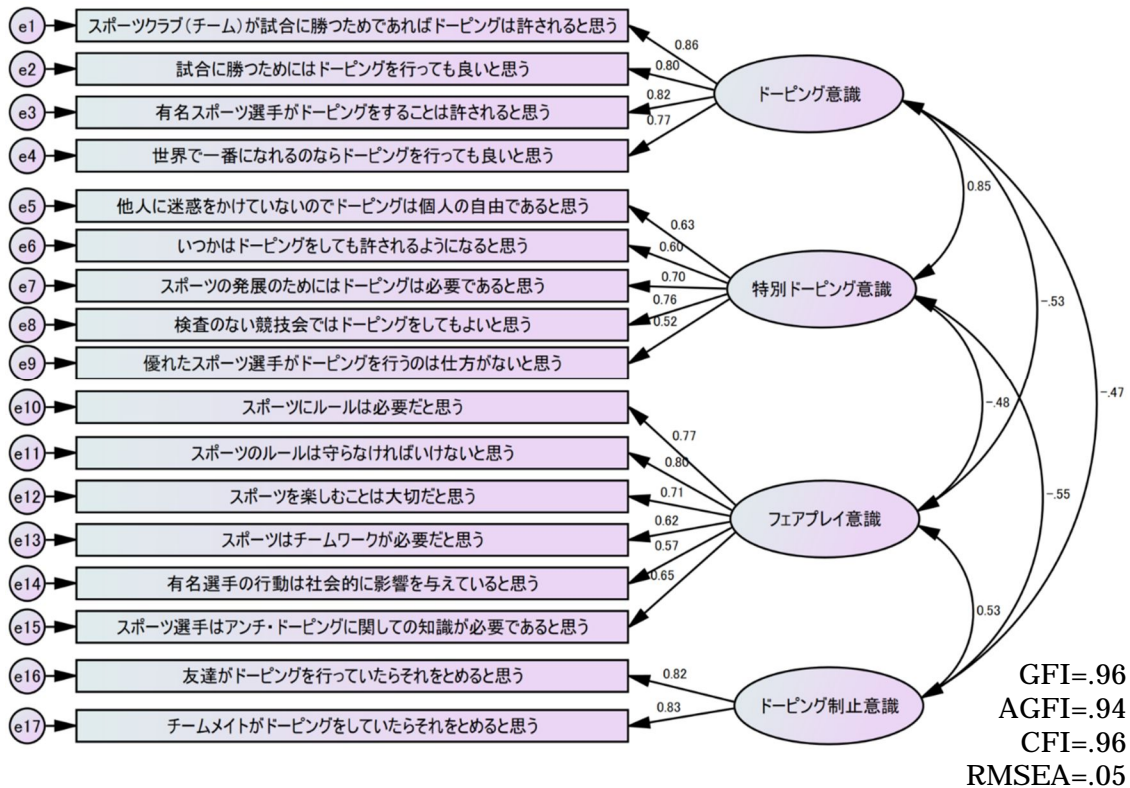 e1
スポーツクラブ(チーム)が試合に勝つためであればドーピングは許されると思う
e2
試合に勝つためにはドーピングを行っても良いと思う
e3
有名スポーツ選手がドーピングをすることは許されると思う
e4
世界で一番になれるのならドーピングを行っても良いと思う
e5
他人に迷惑をかけていないのでドーピングは個人の自由であると思う
e6
いつかはドーピングをしても許されるようになると思う
e7
スポーツの発展のためにはドーピングは必要であると思う
e8
検査のない競技会ではドーピングをしてもよいと思う
e9
優れたスポーツ選手がドーピングを行うのは仕方がないと思う
e10
スポーツにルールは必要だと思う
e11
スポーツのルールは守らなければいけないと思う
e12
スポーツを楽しむことは大切だと思う
e13
スポーツはチームワークが必要だと思う
e14
有名選手の行動は社会的に影響を与えていると思う
e15
スポーツ選手はアンチ・ドーピングに関しての知識が必要であると思う
e16
友達がドーピングを行っていたらそれをとめると思う
e17
チームメイトがドーピングをしていたらそれをとめると思う
0.86
0.80
0.82
0.77
0.63
0.60
0.70
0.76
0.52
0.77
0.80
0.71
0.62
0.57
0.65
0.82
0.83
ドーピング意識
特別ドーピング意識
フェアプレイ意識
ドーピング制止意識
0.85
-.53
-.47
-.48
-.55
0.53
GFI=.96
AGFI=.94
CFI=.96
RMSEA=.05